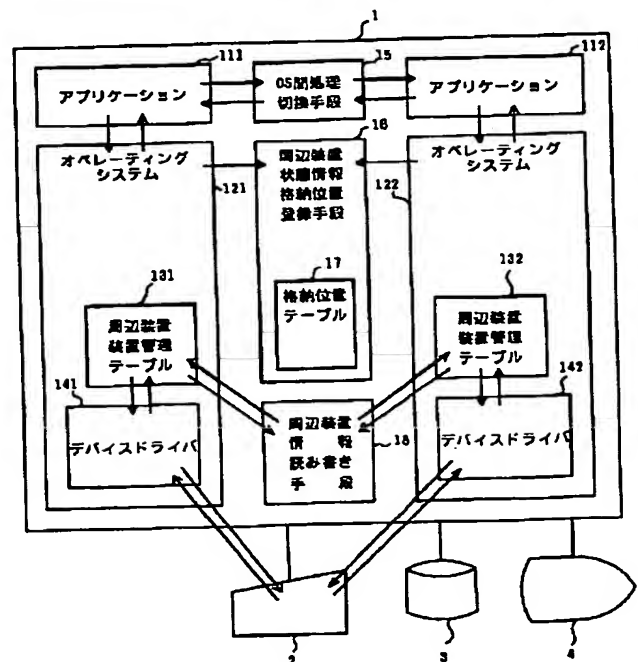 1
111
15
112
アプリケーション
OS間処理
切換手段
アプリケーション
16
オペレーティング
システム
121
周辺装置
状態情報
格納位置
登録手段
オペレーティング
システム
122
17
格納位置
テーブル
131
周辺装置
装置管理
テーブル
132
周辺装置
装置管理
テーブル
141
デバイスドライバ
周辺装置
情報
読み書き
手段
18
142
デバイスドライバ
2
3
4